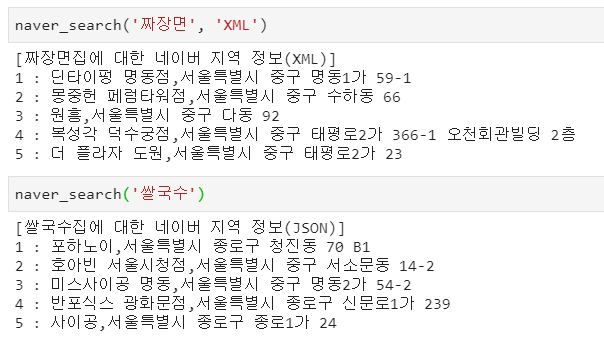 naver_search('짜장면', 'XML')
[짜장면집에 대한 네이버 지역 정보(XML)]
1 : 딘타이펑 명동점,서울특별시 중구 명동1가 59-1
2 : 몽중헌 페럼타워점,서울특별시 중구 수하동 66
3 : 원흥,서울특별시 중구 다동 92
4 : 복성각 덕수궁점,서울특별시 중구 태평로2가 366-1 오천회관빌딩 2층
5 : 더 플라자 도원,서울특별시 중구 태평로2가 23
naver_search('쌀국수')
[쌀국수집에 대한 네이버 지역 정보(JSON)]
1 : 포하노이,서울특별시 종로구 청진동 70 B1
2 : 호아빈 서울시청점,서울특별시 중구 서소문동 14-2
3 : 미스사이공 명동,서울특별시 중구 명동2가 54-2
4 : 반포식스 광화문점,서울특별시 종로구 신문로1가 239
5 : 사이공,서울특별시 종로구 종로1가 24